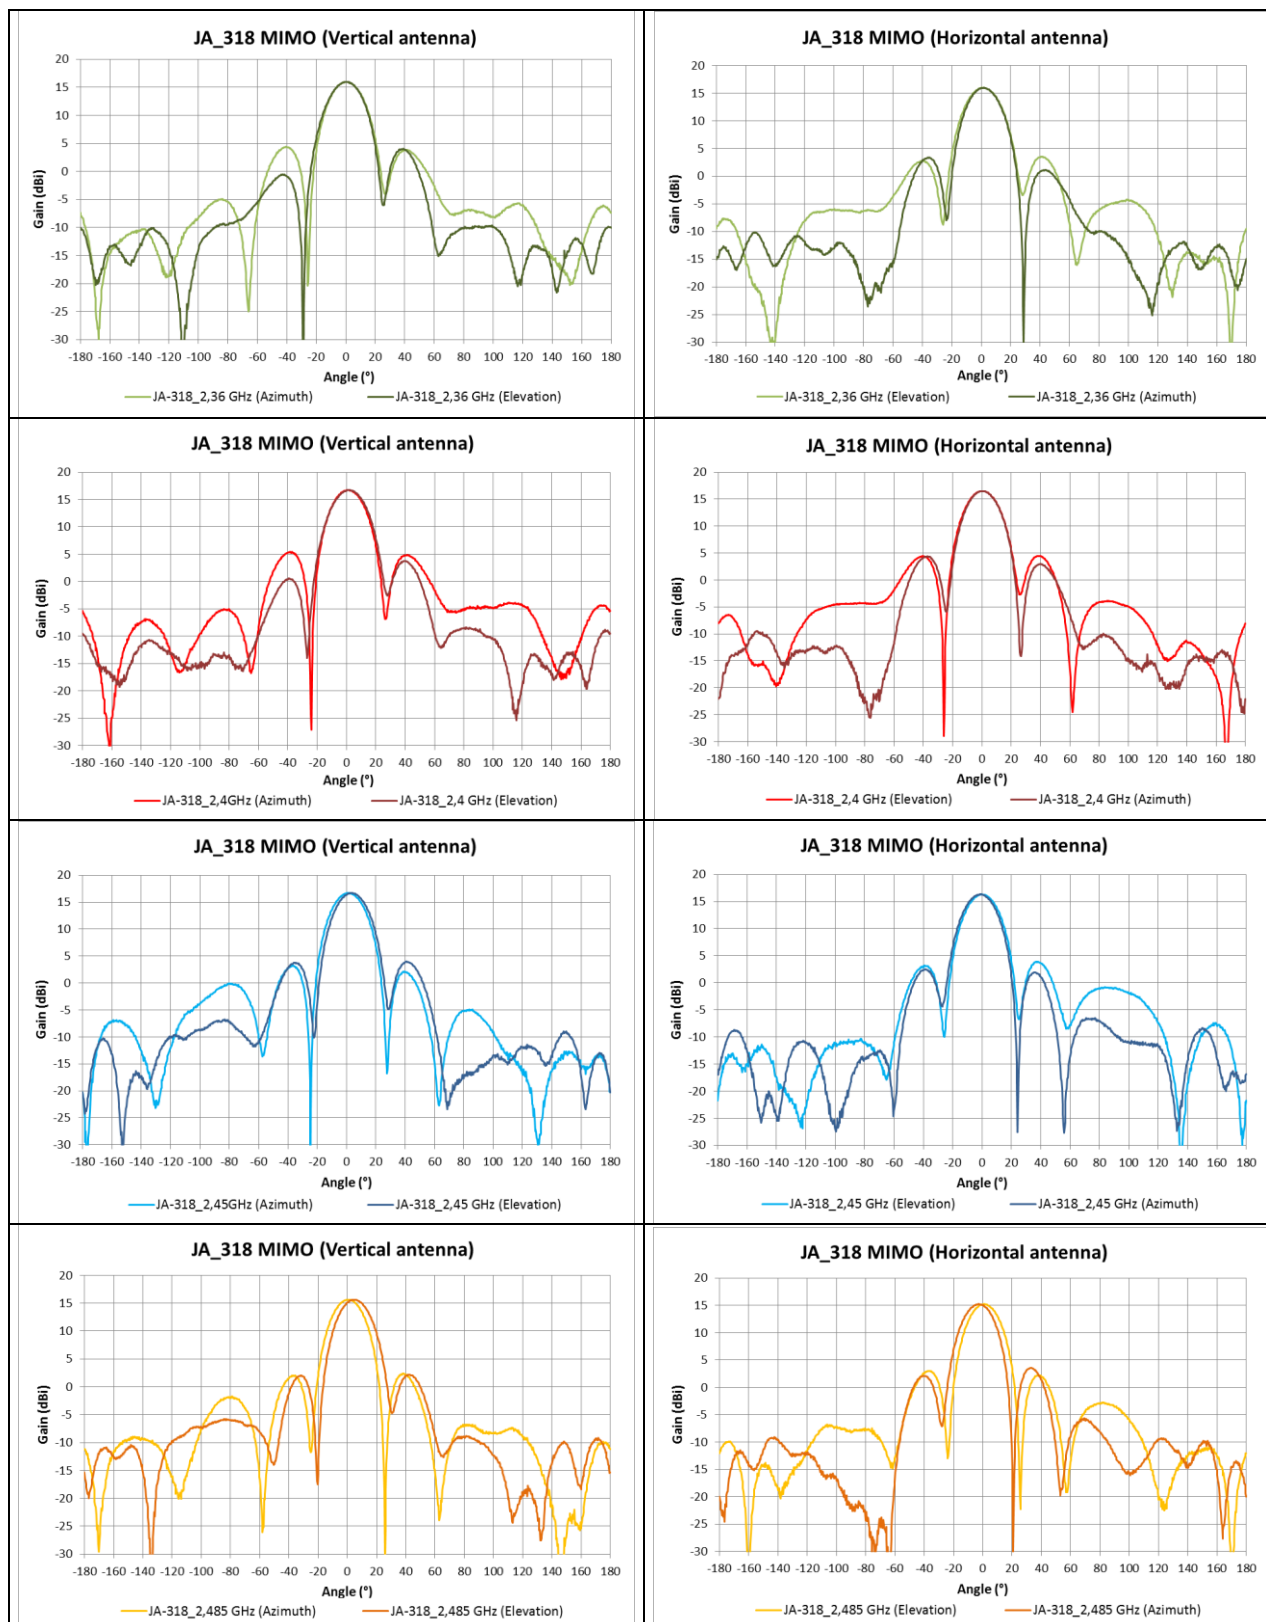 JA_318 MIMO (Vertical antenna)
20
15
10
5
0
-5
-10
-15
-20
-25
-30
Gain (dBi)
-180 -160 -140 -120 -100 -80 -60 -40 -20 0 20 40 60 80 100 120 140 160 180
Angle (°)
JA-318_2,36 GHz (Azimuth) JA-318_2,36 GHz (Elevation)
JA_318 MIMO (Horizontal antenna)
20
15
10
5
0
-5
-10
-15
-20
-25
-30
Gain (dBi)
-180 -160 -140 -120 -100 -80 -60 -40 -20 0 20 40 60 80 100 120 140 160 180
Angle (°)
JA-318_2,36 GHz (Elevation) JA-318_2,36 GHz (Azimuth)
JA_318 MIMO (Vertical antenna)
20
15
10
5
0
-5
-10
-15
-20
-25
-30
Gain (dBi)
-180 -160 -140 -120 -100 -80 -60 -40 -20 0 20 40 60 80 100 120 140 160 180
Angle (°)
JA-318_2,4GHz (Azimuth) JA-318_2,4 GHz (Elevation)
JA_318 MIMO (Horizontal antenna)
20
15
10
5
0
-5
-10
-15
-20
-25
-30
Gain (dBi)
-180 -160 -140 -120 -100 -80 -60 -40 -20 0 20 40 60 80 100 120 140 160 180
Angle (°)
JA-318_2,4 GHz (Elevation) JA-318_2,4 GHz (Azimuth)
JA_318 MIMO (Vertical antenna)
20
15
10
5
0
-5
-10
-15
-20
-25
-30
Gain (dBi)
-180 -160 -140 -120 -100 -80 -60 -40 -20 0 20 40 60 80 100 120 140 160 180
Angle (°)
JA-318_2,45GHz (Azimuth) JA-318_2,45 GHz (Elevation)
JA_318 MIMO (Horizontal antenna)
20
15
10
5
0
-5
-10
-15
-20
-25
-30
Gain (dBi)
-180 -160 -140 -120 -100 -80 -60 -40 -20 0 20 40 60 80 100 120 140 160 180
Angle (°)
JA-318_2,45 GHz (Elevation) JA-318_2,45 GHz (Azimuth)
JA_318 MIMO (Vertical antenna)
20
15
10
5
0
-5
-10
-15
-20
-25
-30
Gain (dBi)
-180 -160 -140 -120 -100 -80 -60 -40 -20 0 20 40 60 80 100 120 140 160 180
Angle (°)
JA-318_2,485 GHz (Azimuth) JA-318_2,485 GHz (Elevation)
JA_318 MIMO (Horizontal antenna)
20
15
10
5
0
-5
-10
-15
-20
-25
-30
Gain (dBi)
-180 -160 -140 -120 -100 -80 -60 -40 -20 0 20 40 60 80 100 120 140 160 180
Angle (°)
JA-318_2,485 GHz (Elevation) JA-318_2,485 GHz (Azimuth)